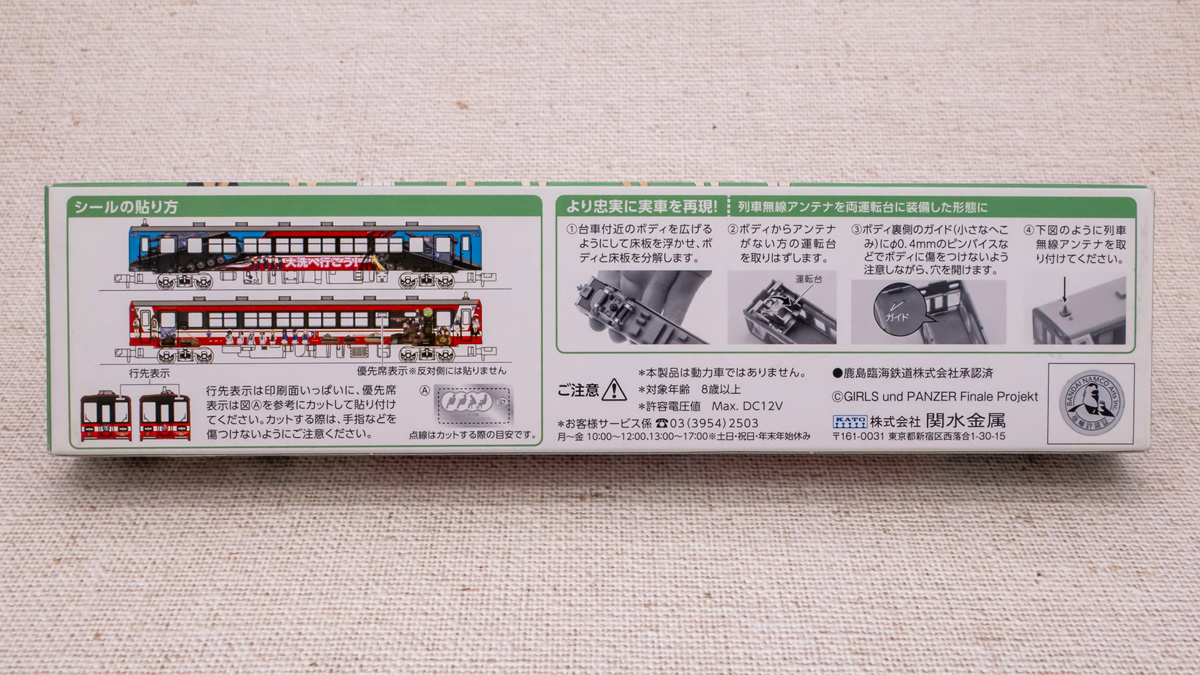 シールの貼り方
大洗へ行こう!
優先席表示※反対側には貼りません
行先表示
行先表示は印刷面いっぱいに、優先席
表示は図Ⓐを参考にカットして貼り付け
てください。カットする際は、手指などを
傷つけないようにご注意ください。
Ⓐ
点線はカットする際の目安です。
より忠実に実車を再現!
列車無線アンテナを両運転台に装備した形態に
①台車付近のボディを広げる
ようにして床板を浮かせ、ボ
ディと床板を分解します。
②ボディからアンテナ
がない方の運転台
を取りはずします。
運転台
③ボディ裏側のガイド(小さなへこ
み)にφ0.4mmのピンバイスな
どでボディに傷をつけないよう
注意しながら、穴を開けます。
ガイド
④下図のように列車
無線アンテナを取
り付けてください。
ご注意
*本製品は動力車ではありません。
*対象年齢 8歳以上
*許容電圧値 Max. DC12V
*お客様サービス係 ☎03(3954)2503
月～金 10:00～12:00,13:00～17:00※土日・祝日・年末年始休み
●鹿島臨海鉄道株式会社承認済
©GIRLS und PANZER Finale Projekt
KATO 株式会社 関水金属
〒161-0031 東京都新宿区西落合1-30-15
BANDAI NAMCO Arts Inc.